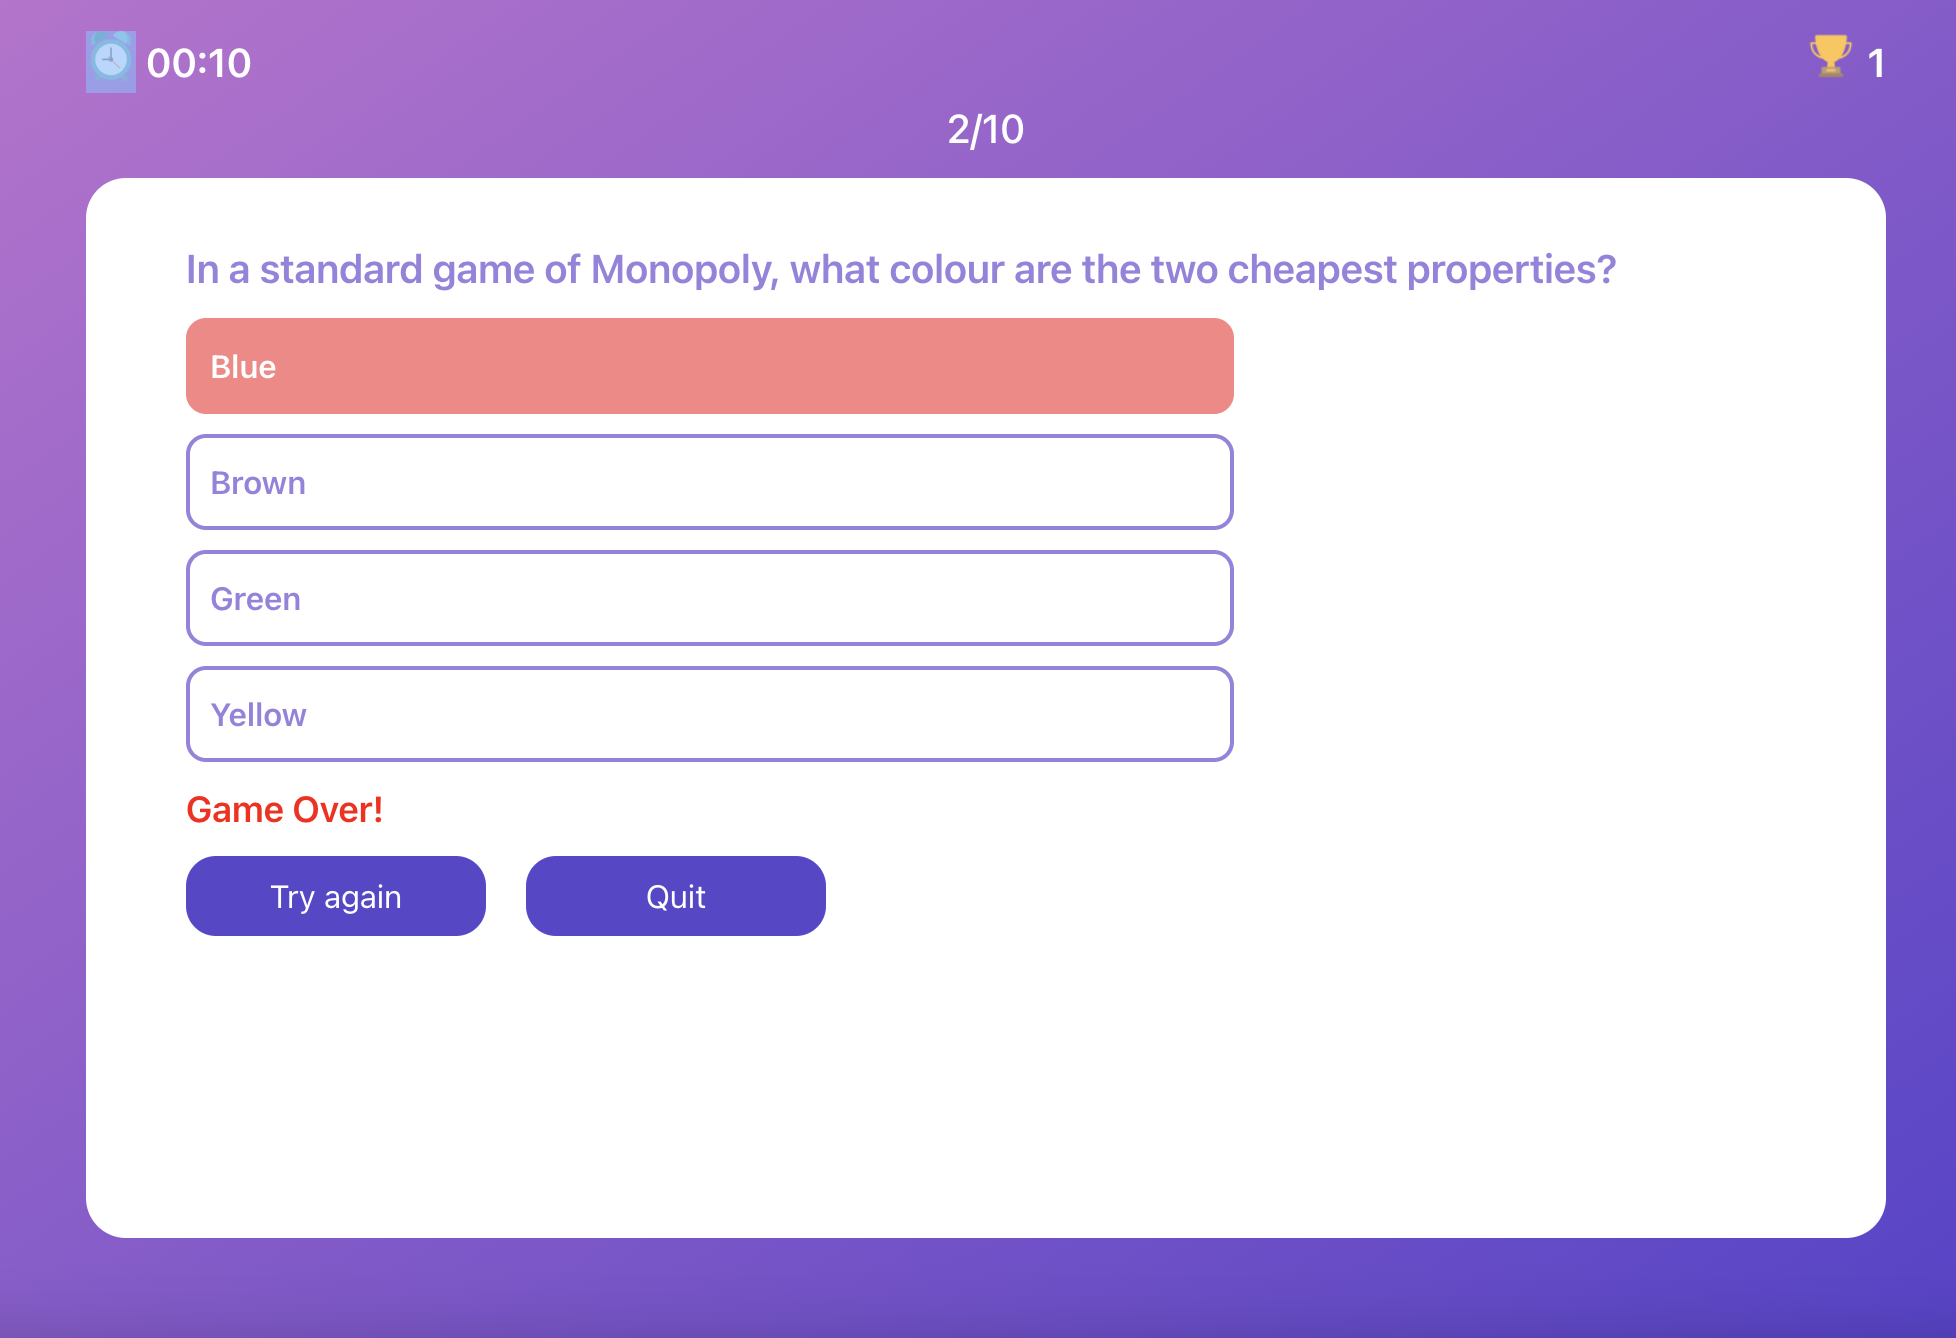 00:10
1
2/10
In a standard game of Monopoly, what colour are the two cheapest properties?
Blue
Brown
Green
Yellow
Game Over!
Try again
Quit